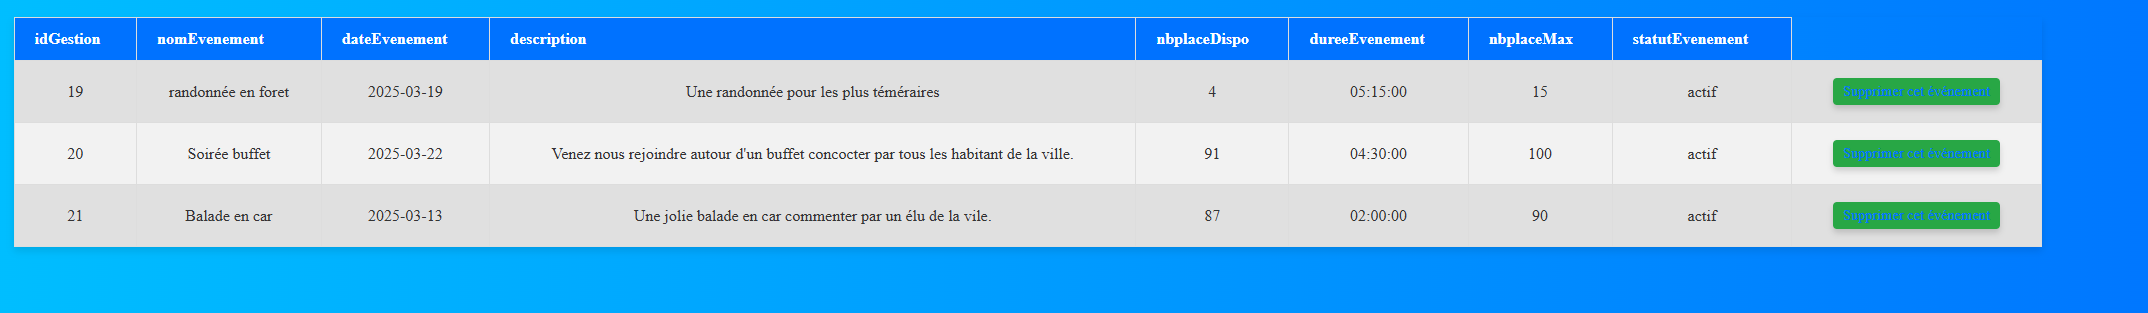 idGestion nomEvenement dateEvenement description nbplaceDispo dureeEvenement nbplaceMax statutEvenement
19 randonnée en foret 2025-03-19 Une randonnée pour les plus téméraires 4 05:15:00 15 actif Supprimer cet évènement
20 Soirée buffet 2025-03-22 Venez nous rejoindre autour d'un buffet concocter par tous les habitant de la ville. 91 04:30:00 100 actif Supprimer cet évènement
21 Balade en car 2025-03-13 Une jolie balade en car commenter par un élu de la vile. 87 02:00:00 90 actif Supprimer cet évènement